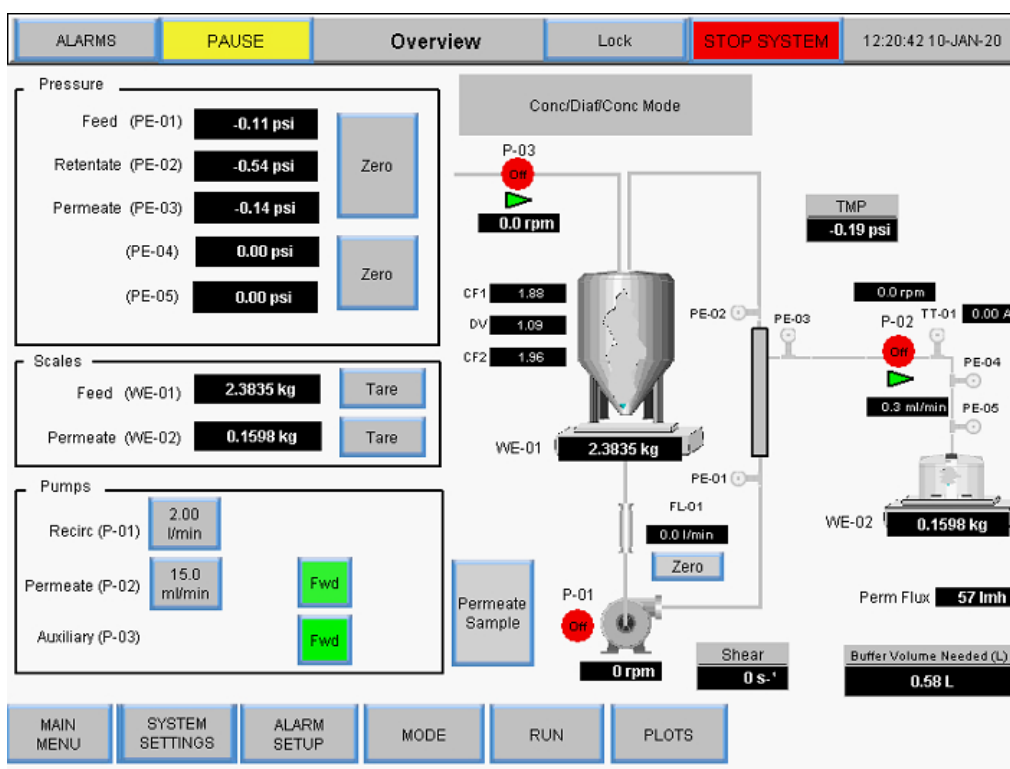 ALARMS PAUSE Overview Lock STOP SYSTEM 12:20:42 10-JAN-20
Pressure
Feed (PE-01) -0.11 psi
Retentate (PE-02) -0.54 psi
Zero
Permeate (PE-03) -0.14 psi
(PE-04) 0.00 psi
Zero
(PE-05) 0.00 psi
Scales
Feed (WE-01) 2.3835 kg Tare
Permeate (WE-02) 0.1598 kg Tare
Pumps
Recirc (P-01) 2.00
l/min
Permeate (P-02) 15.0
ml/min
Fwd
Auxiliary (P-03) Fwd
Conc/Diaf/Conc Mode
P-03
Off
0.0 rpm
TMP
-0.19 psi
CF1 1.88
DV 1.09
CF2 1.96
PE-02
PE-03
0.0 rpm
P-02
Off
TT-01 0.00 A
PE-04
0.3 ml/min
PE-05
WE-01 2.3835 kg
PE-01
FL-01
0.0 l/min
Zero
WE-02 0.1598 kg
Permeate
Sample
P-01
Off
0 rpm
Perm Flux 57 lmh
Shear
0 s-¹
Buffer Volume Needed (L)
0.58 L
MAIN
MENU
SYSTEM
SETTINGS
ALARM
SETUP
MODE
RUN
PLOTS